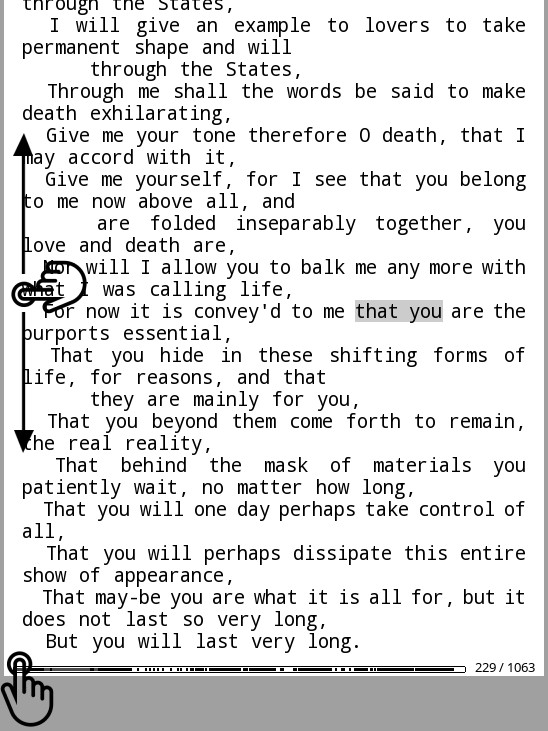 through the States,
I will give an example to lovers to take
permanent shape and will
through the States,
Through me shall the words be said to make
death exhilarating,
Give me your tone therefore O death, that I
may accord with it,
Give me yourself, for I see that you belong
to me now above all, and
are folded inseparably together, you
love and death are,
Nor will I allow you to balk me any more with
what I was calling life,
For now it is convey'd to me that you are the
purports essential,
That you hide in these shifting forms of
life, for reasons, and that
they are mainly for you,
That you beyond them come forth to remain,
the real reality,
That behind the mask of materials you
patiently wait, no matter how long,
That you will one day perhaps take control of
all,
That you will perhaps dissipate this entire
show of appearance,
That may-be you are what it is all for, but it
does not last so very long,
But you will last very long.
229 / 1063